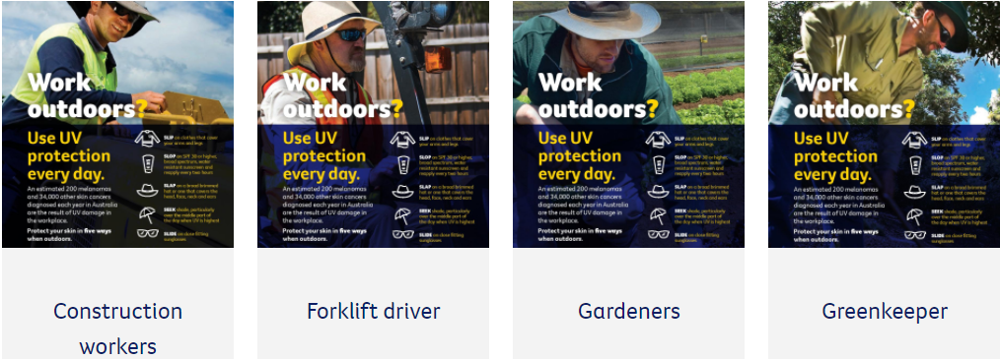 Work
outdoors?
Use UV
protection
every day.
An estimated 200 melanomas
and 34,000 other skin cancers
diagnosed each year in Australia
are the result of UV damage in
the workplace.
Protect your skin in five ways
when outdoors.
SLIP on clothes that cover
your arms and legs
SLOP on SPF 30 or higher,
broad spectrum, water
resistant sunscreen and
reapply every two hours
SLAP on a broad brimmed
hat or one that covers the
head, face, neck and ears
SEEK shade, particularly
over the middle part of
the day when UV is highest
SLIDE on close fitting
sunglasses
Construction
workers
Work
outdoors?
Use UV
protection
every day.
An estimated 200 melanomas
and 34,000 other skin cancers
diagnosed each year in Australia
are the result of UV damage in
the workplace.
Protect your skin in five ways
when outdoors.
SLIP on clothes that cover
your arms and legs
SLOP on SPF 30 or higher,
broad spectrum, water
resistant sunscreen and
reapply every two hours
SLAP on a broad brimmed
hat or one that covers the
head, face, neck and ears
SEEK shade, particularly
over the middle part of
the day when UV is highest
SLIDE on close fitting
sunglasses
Forklift driver
Work
outdoors?
Use UV
protection
every day.
An estimated 200 melanomas
and 34,000 other skin cancers
diagnosed each year in Australia
are the result of UV damage in
the workplace.
Protect your skin in five ways
when outdoors.
SLIP on clothes that cover
your arms and legs
SLOP on SPF 30 or higher,
broad spectrum, water
resistant sunscreen and
reapply every two hours
SLAP on a broad brimmed
hat or one that covers the
head, face, neck and ears
SEEK shade, particularly
over the middle part of
the day when UV is highest
SLIDE on close fitting
sunglasses
Gardeners
Work
outdoors?
Use UV
protection
every day.
An estimated 200 melanomas
and 34,000 other skin cancers
diagnosed each year in Australia
are the result of UV damage in
the workplace.
Protect your skin in five ways
when outdoors.
SLIP on clothes that cover
your arms and legs
SLOP on SPF 30 or higher,
broad spectrum, water
resistant sunscreen and
reapply every two hours
SLAP on a broad brimmed
hat or one that covers the
head, face, neck and ears
SEEK shade, particularly
over the middle part of
the day when UV is highest
SLIDE on close fitting
sunglasses
Greenkeeper